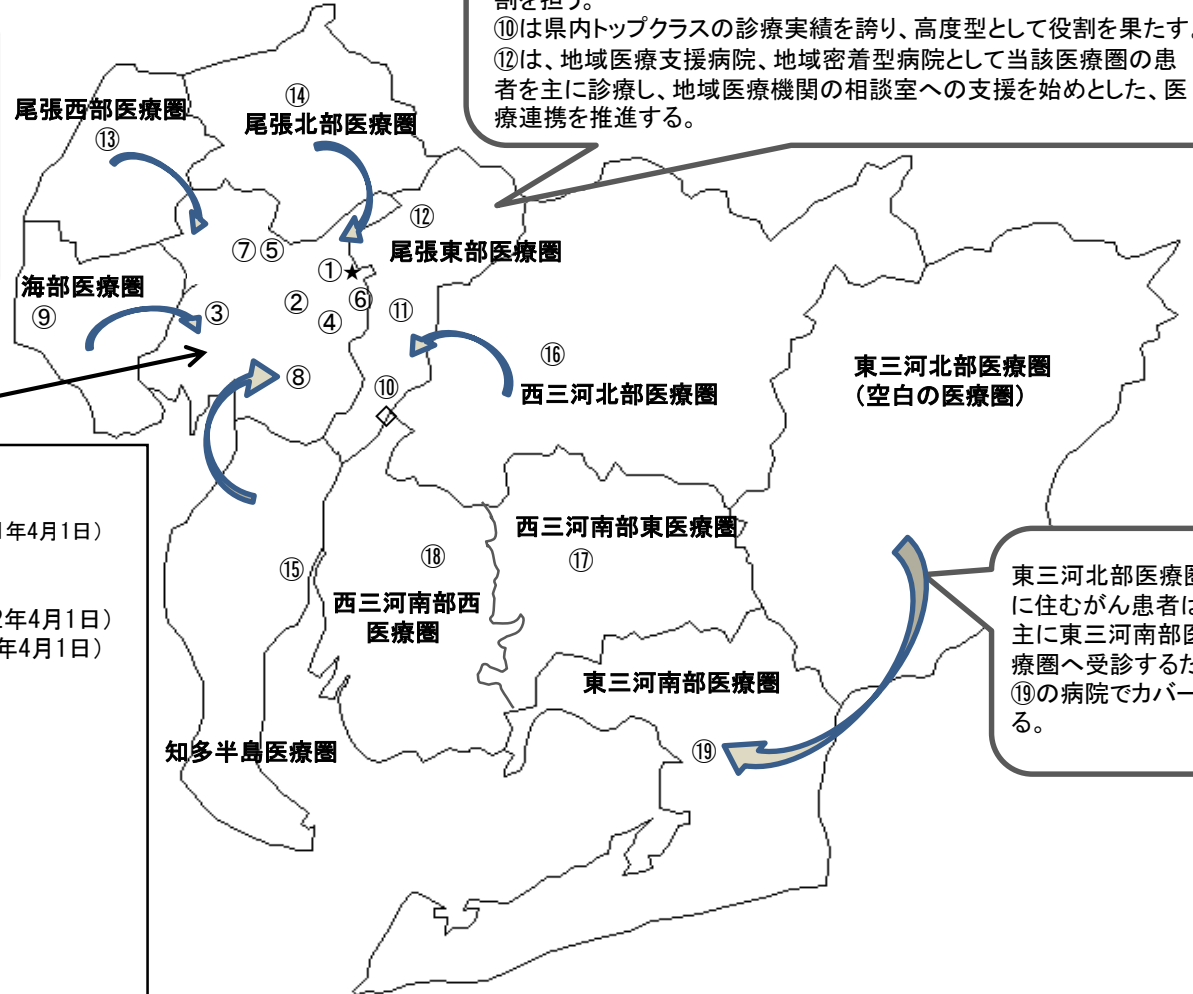 割を担う。
⑩は県内トップクラスの診療実績を誇り、高度型として役割を果たす。
⑫は、地域医療支援病院、地域密着型病院として当該医療圏の患
者を主に診療し、地域医療機関の相談室への支援を始めとした、医
療連携を推進する。
尾張西部医療圏
⑬
⑭
尾張北部医療圏
⑫
尾張東部医療圏
⑦⑤
①★
海部医療圏
⑨
③
②
⑥
④
⑪
⑧
⑩
⑯
西三河北部医療圏
東三河北部医療圏
(空白の医療圏)
年4月1日)
2年4月1日)
年4月1日)
西三河南部東医療圏
⑰
⑮
⑱
西三河南部西
医療圏
東三河北部医療圏
に住むがん患者は
主に東三河南部医
療圏へ受診するた
⑲の病院でカバー
る。
東三河南部医療圏
知多半島医療圏
⑲